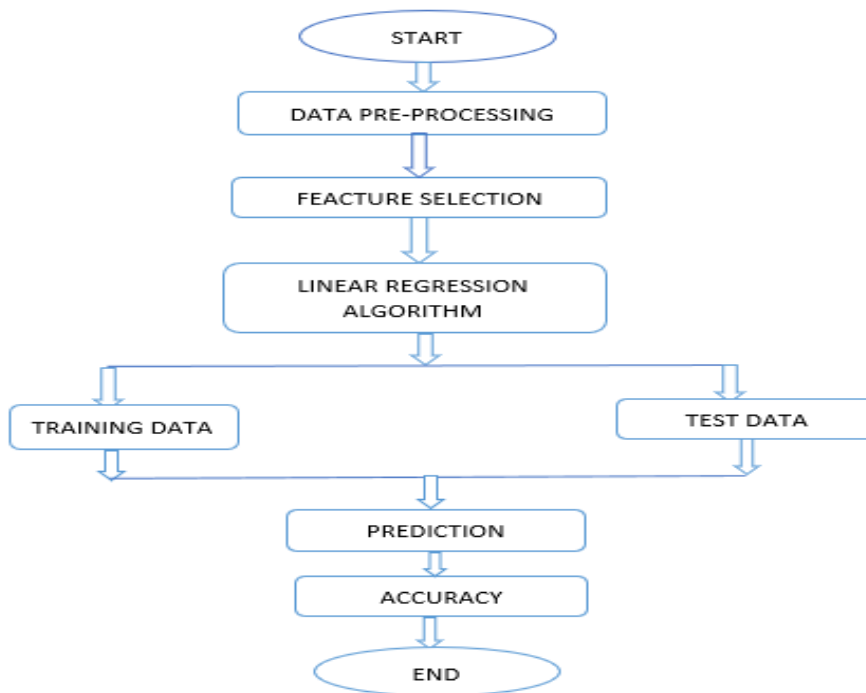 START
DATA PRE-PROCESSING
FEACTURE SELECTION
LINEAR REGRESSION
ALGORITHM
TRAINING DATA
TEST DATA
PREDICTION
ACCURACY
END